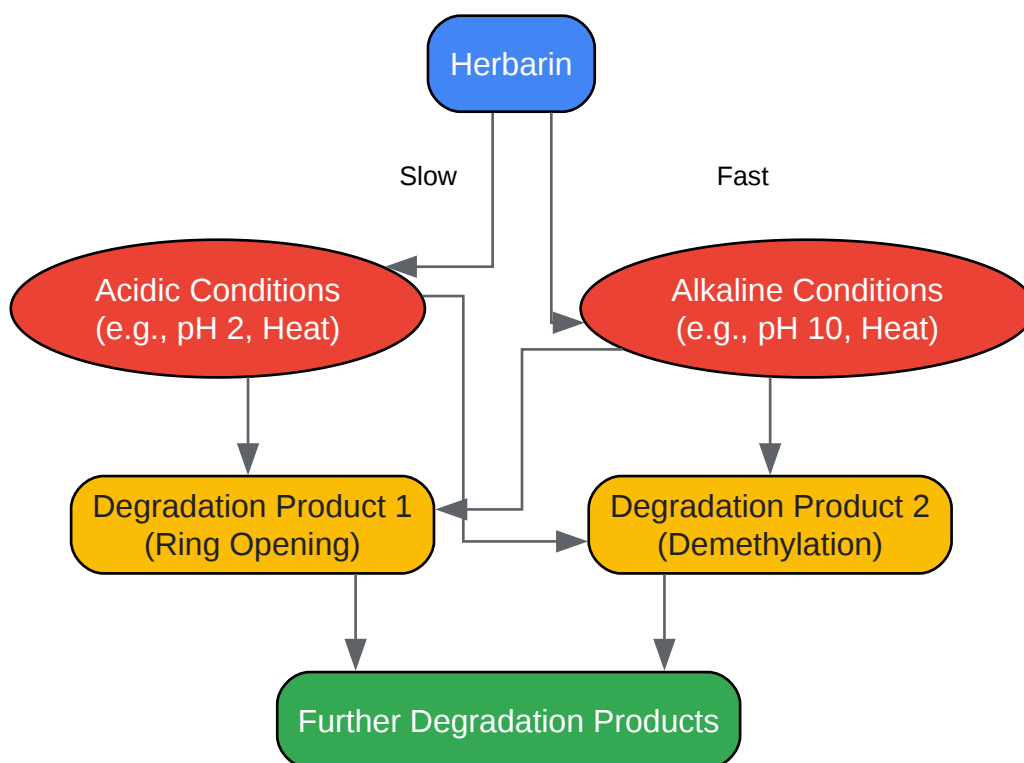 Herbarin
Slow
Fast
Acidic Conditions
(e.g., pH 2, Heat)
Alkaline Conditions
(e.g., pH 10, Heat)
Degradation Product 1
(Ring Opening)
Degradation Product 2
(Demethylation)
Further Degradation Products